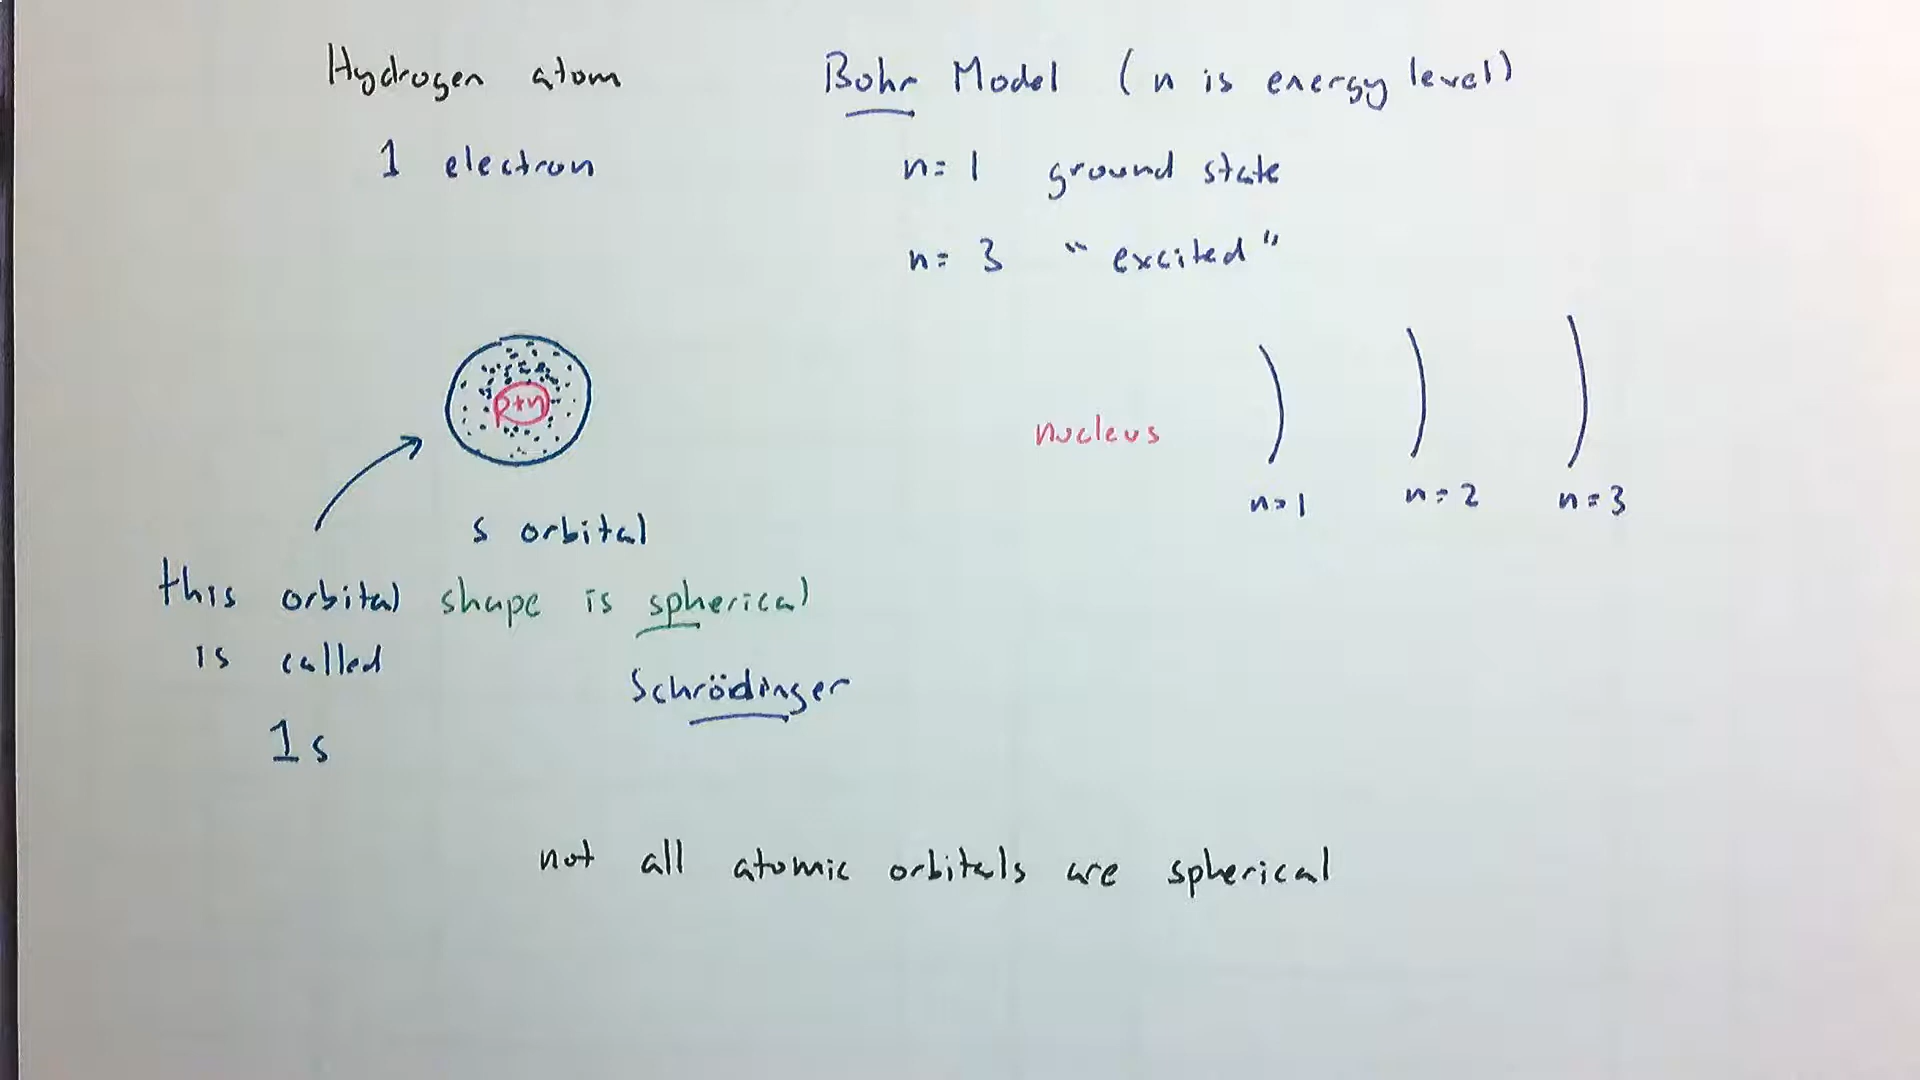 Hydrogen atom
1 electron
Bohr Model (n is energy level)
n=1 ground state
n=3 "excited"
p+n
s orbital
nucleus
n=1
n=2
n=3
this orbital shape is spherical
is called
1s
Schrödinger
not all atomic orbitals are spherical